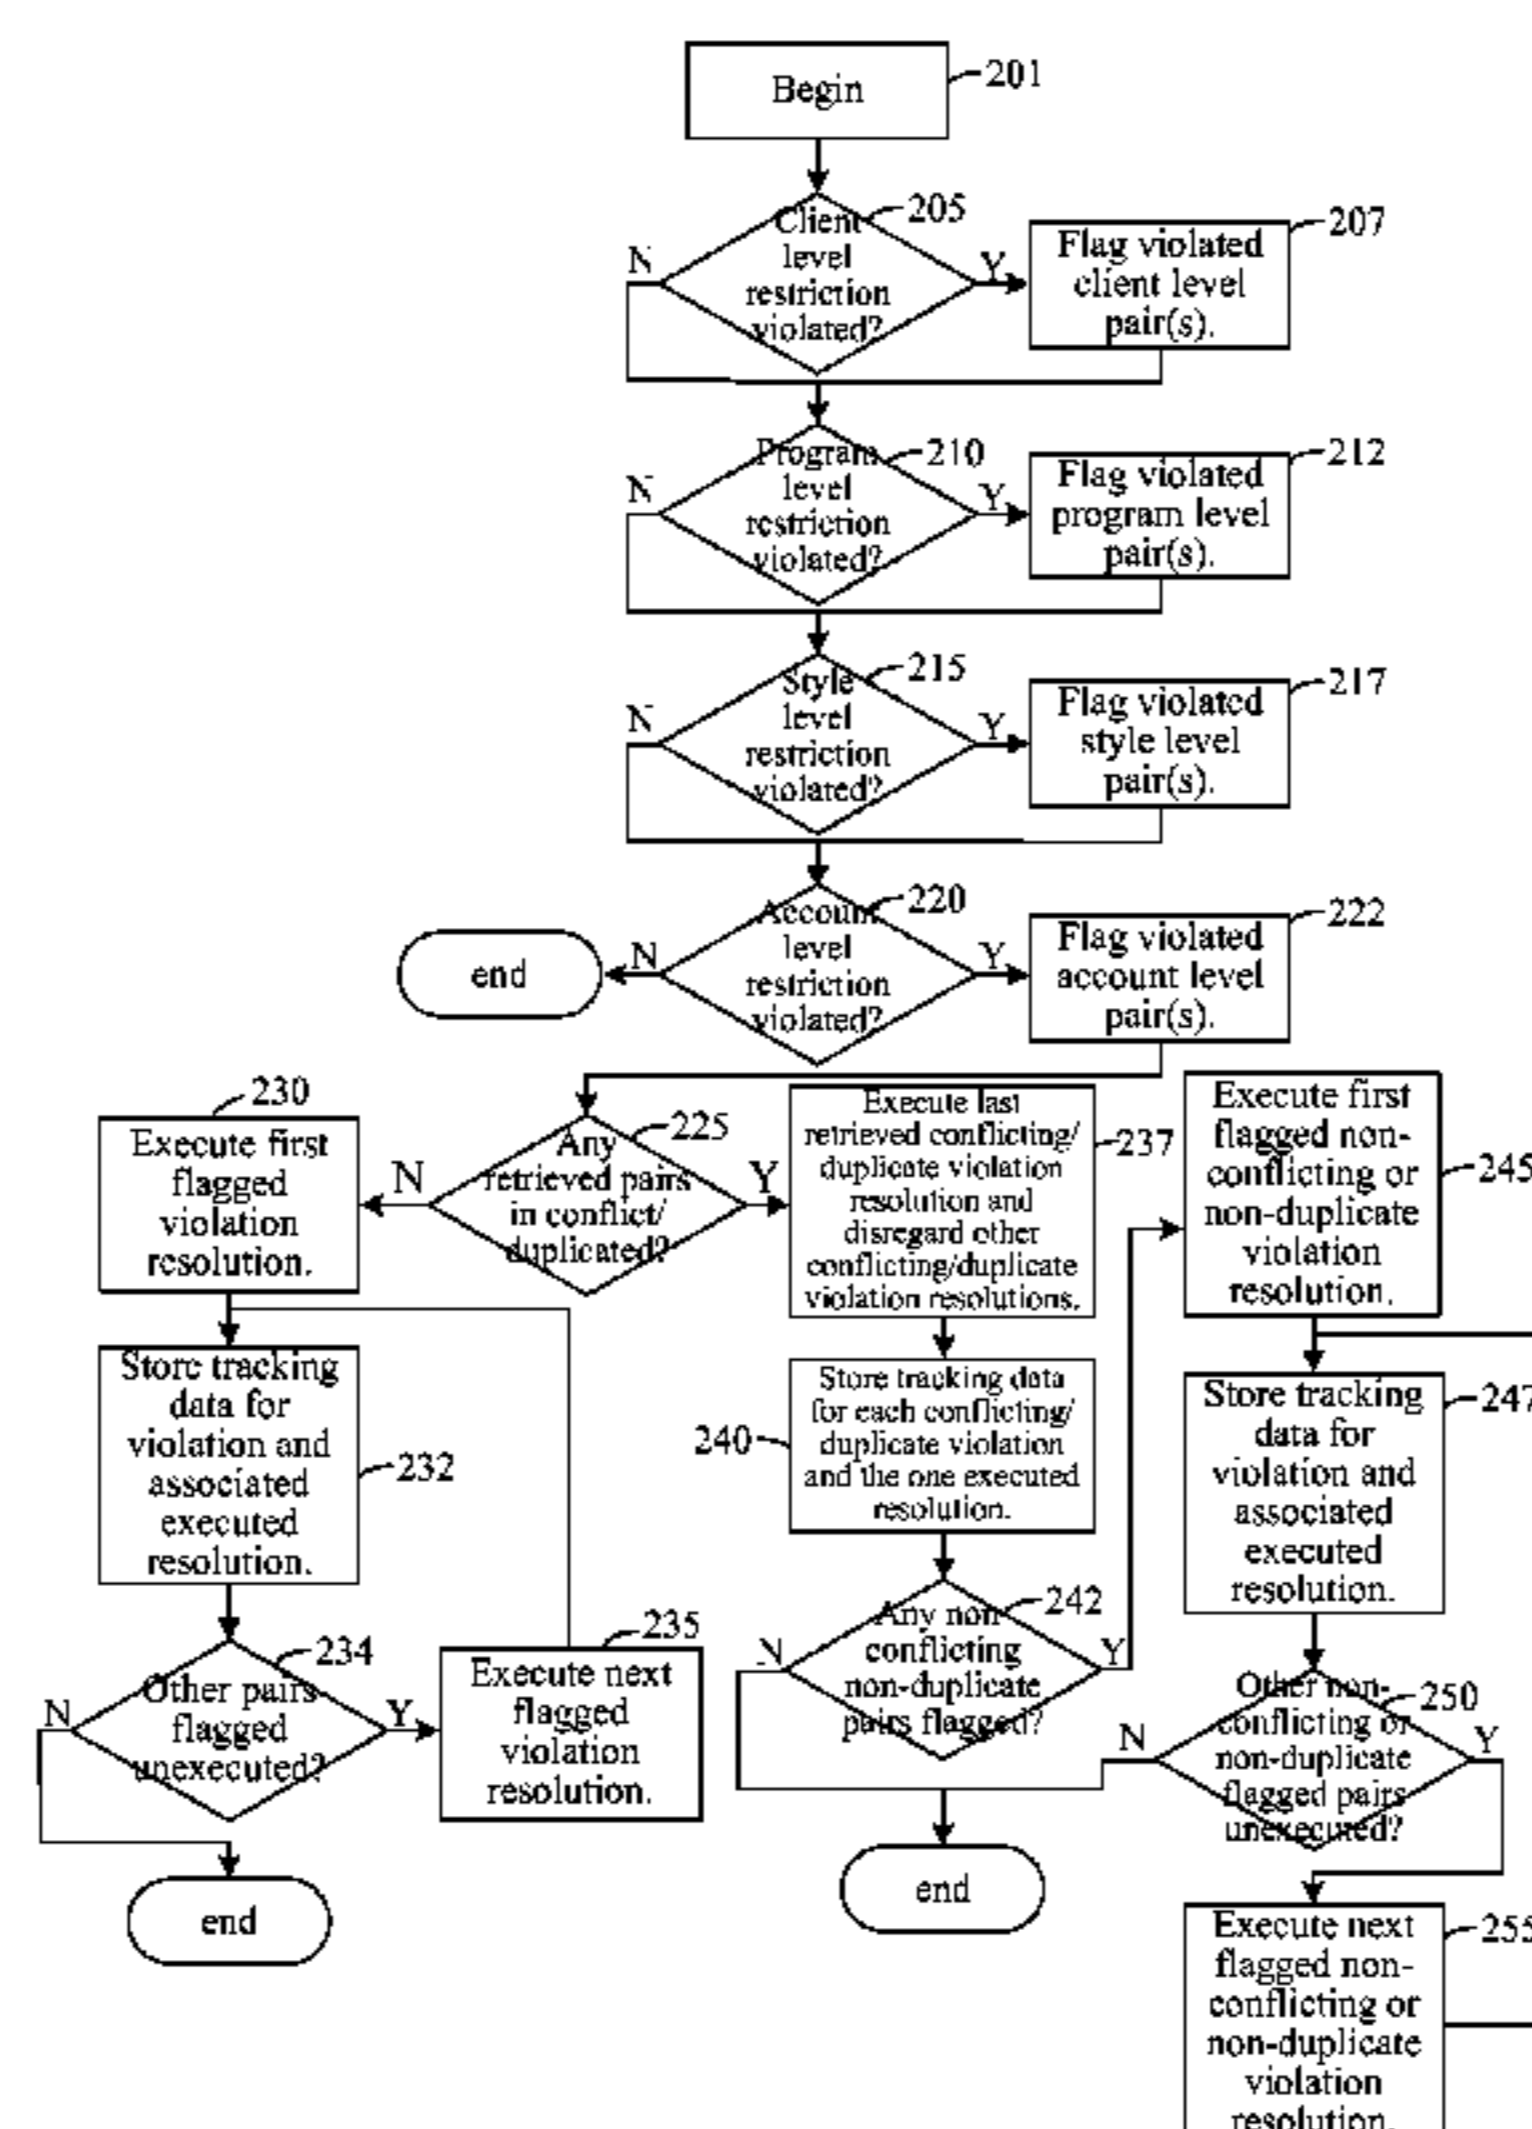 Begin
201
Client
level
restriction
violated?
205
N
Y
Flag violated
client level
pair(s).
207
Program
level
restriction
violated?
210
N
Y
Flag violated
program level
pair(s).
212
Style
level
restriction
violated?
215
N
Y
Flag violated
style level
pair(s).
217
Account
level
restriction
violated?
220
N
Y
end
Flag violated
account level
pair(s).
222
Any
retrieved pairs
in conflict/
duplicated?
225
N
Y
230
Execute first
flagged
violation
resolution.
Store tracking
data for
violation and
associated
executed
resolution.
232
Other pairs
flagged
unexecuted?
234
N
Y
235
Execute next
flagged
violation
resolution.
end
Execute last
retrieved conflicting/
duplicate violation
resolution and
disregard other
conflicting/duplicate
violation resolutions.
237
Store tracking data
for each conflicting/
duplicate violation
and the one executed
resolution.
240
Any non-
conflicting
non-duplicate
pairs flagged?
242
N
Y
end
Execute first
flagged non-
conflicting or
non-duplicate
violation
resolution.
245
Store tracking
data for
violation and
associated
executed
resolution.
247
Other non-
conflicting or
non-duplicate
flagged pairs
unexecuted?
250
N
Y
Execute next
flagged non-
conflicting or
non-duplicate
violation
resolution.
255